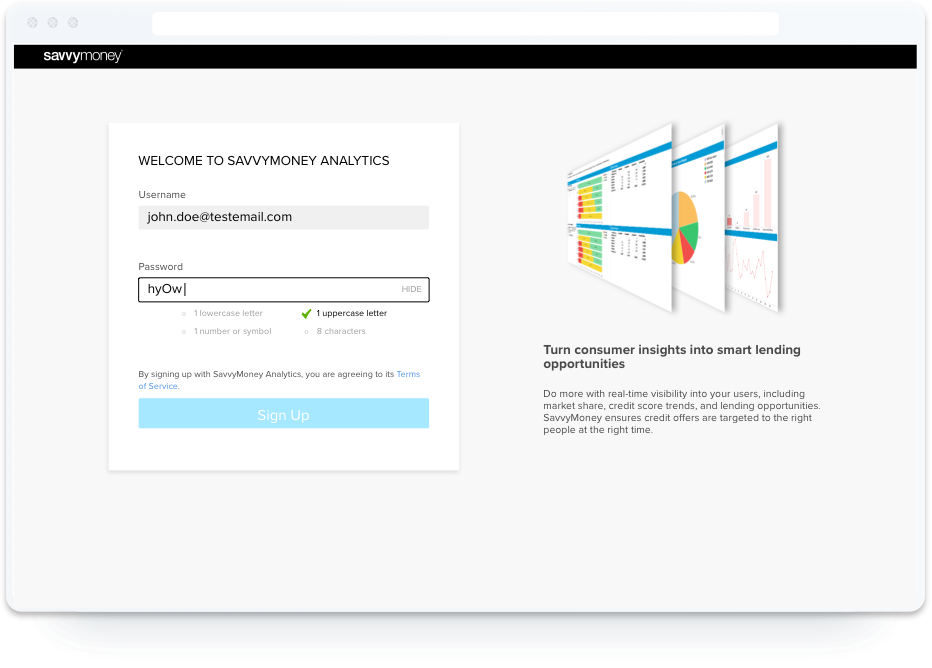 savvymoney
WELCOME TO SAVVYMONEY ANALYTICS
Username
john.doe@testemail.com
Password
hyOw
HIDE
1 lowercase letter
1 uppercase letter
1 number or symbol
8 characters
By signing up with SavvyMoney Analytics, you are agreeing to its Terms
of Service.
Sign Up
Turn consumer insights into smart lending
opportunities
Do more with real-time visibility into your users, including
market share, credit score trends, and lending opportunities.
SavvyMoney ensures credit offers are targeted to the right
people at the right time.